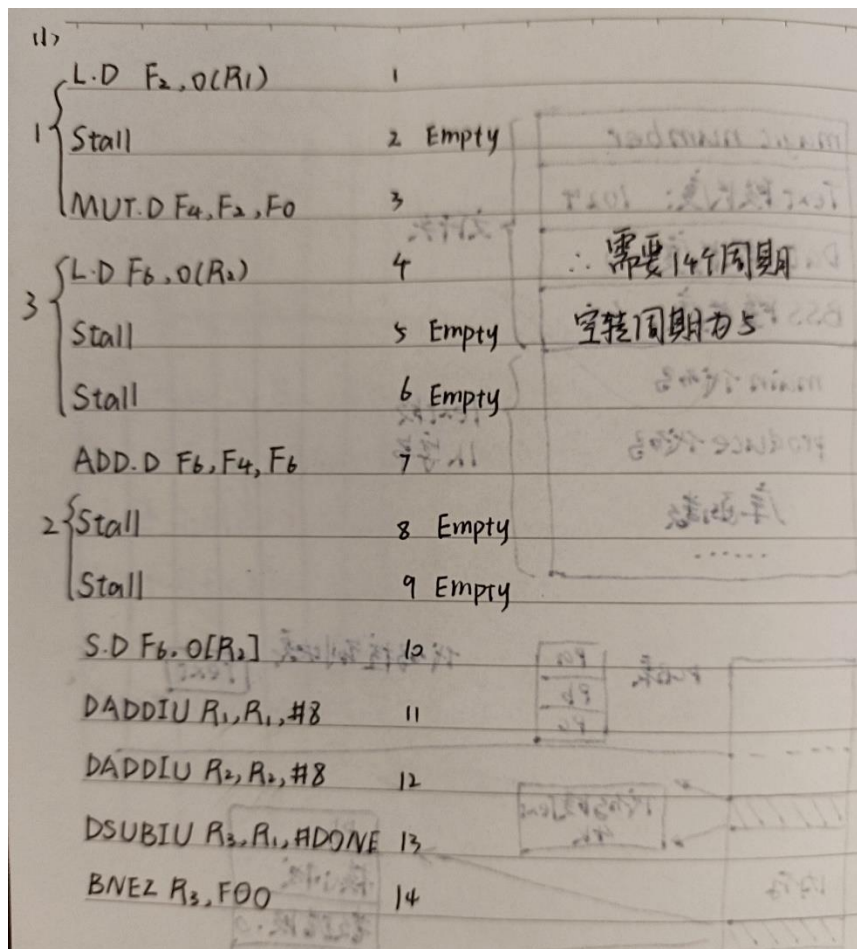 (1)
L.D F2, 0(R1) 1
1 Stall 2 Empty
MUT.D F4, F2, F0 3
L.D F6, 0(R2) 4 ∴ 需要14个周期
3 Stall 5 Empty 空转周期为5
Stall 6 Empty
ADD.D F6, F4, F6 7
2 Stall 8 Empty
Stall 9 Empty
S.D F6, 0[R2] 10
DADDIU R1, R1, #8 11
DADDIU R2, R2, #8 12
DSUBIU R3, R1, #DONE 13
BNEZ R3, FOO 14